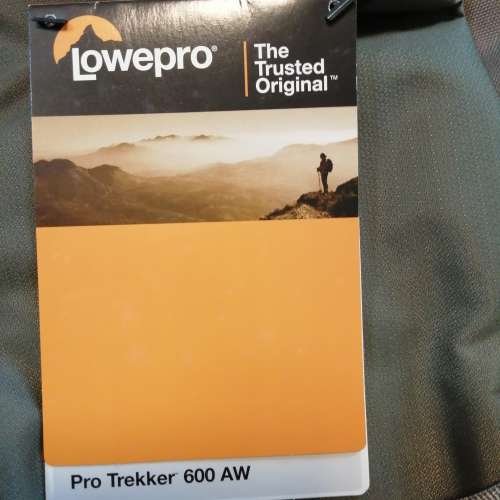 Lowepro®
The
Trusted
Original™
Pro Trekker™ 600 AW